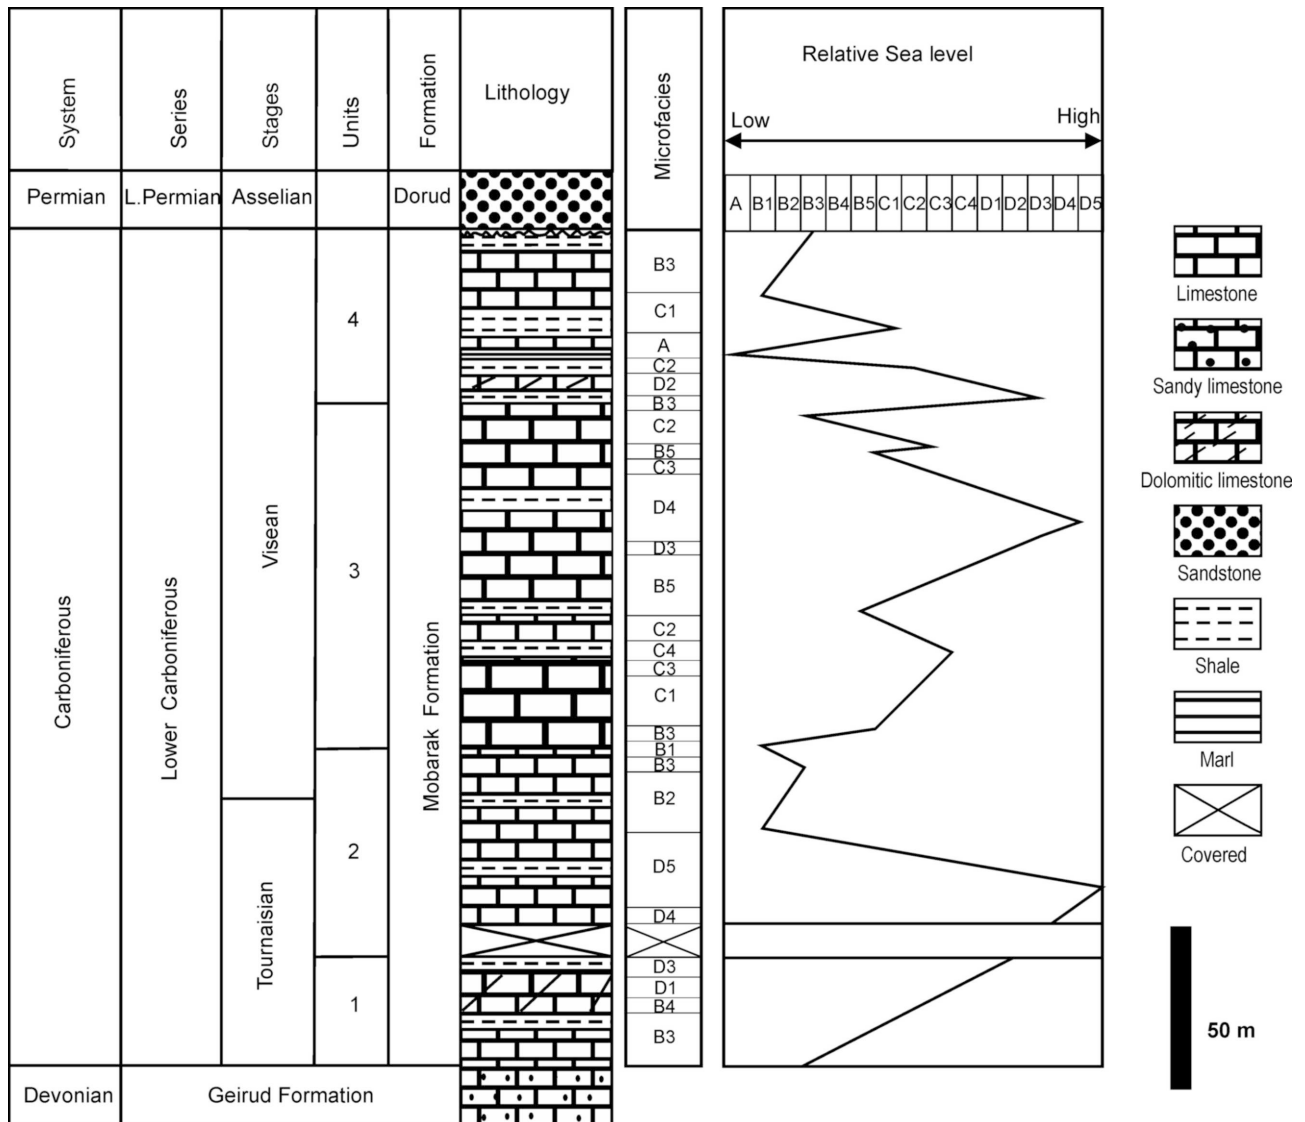 System
Series
Stages
Units
Formation
Lithology
Microfacies
Relative Sea level
Low
High
Permian
L.Permian
Asselian
Dorud
A B1 B2 B3 B4 B5 C1 C2 C3 C4 D1 D2 D3 D4 D5
Carboniferous
Lower Carboniferous
Visean
Tournaisian
4
3
2
1
Mobarak Formation
B3
C1
A
C2
D2
B3
C2
B5
C3
D4
D3
B5
C2
C4
C3
C1
B3
B1
B3
B2
D5
D4
D3
D1
B4
B3
Devonian
Geirud Formation
Limestone
Sandy limestone
Dolomitic limestone
Sandstone
Shale
Marl
Covered
50 m